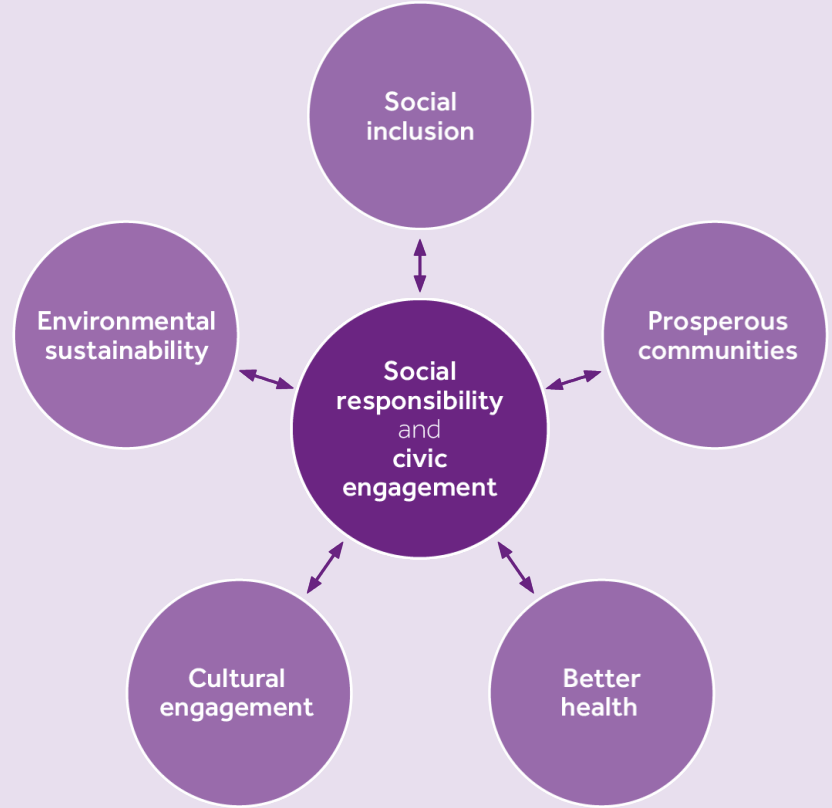 Social
inclusion
Environmental
sustainability
Prosperous
communities
Social
responsibility
and
civic
engagement
Cultural
engagement
Better
health